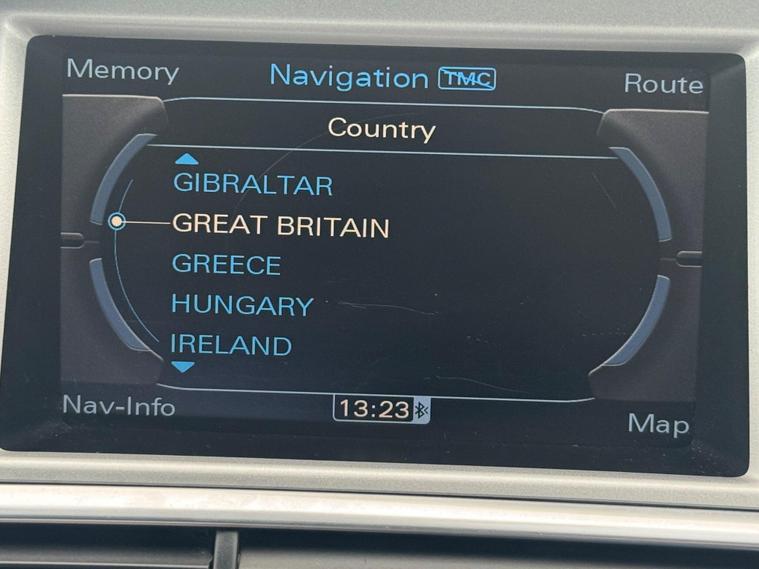 Memory
Navigation TMC
Route
Country
GIBRALTAR
GREAT BRITAIN
GREECE
HUNGARY
IRELAND
Nav-Info
13:23
Map